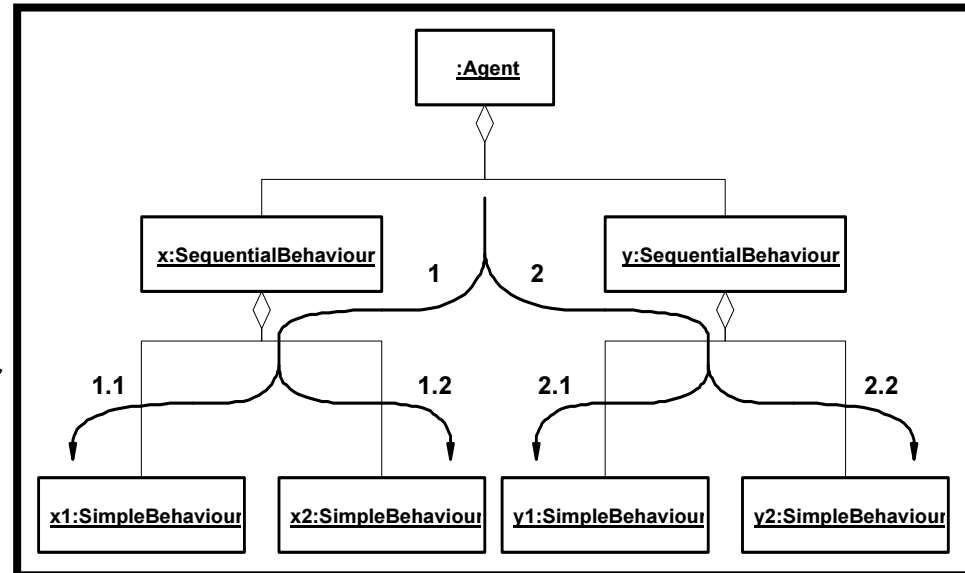 :Agent
x:SequentialBehaviour
y:SequentialBehaviour
1
2
1.1
1.2
2.1
2.2
x1:SimpleBehaviour
x2:SimpleBehaviour
y1:SimpleBehaviour
y2:SimpleBehaviour